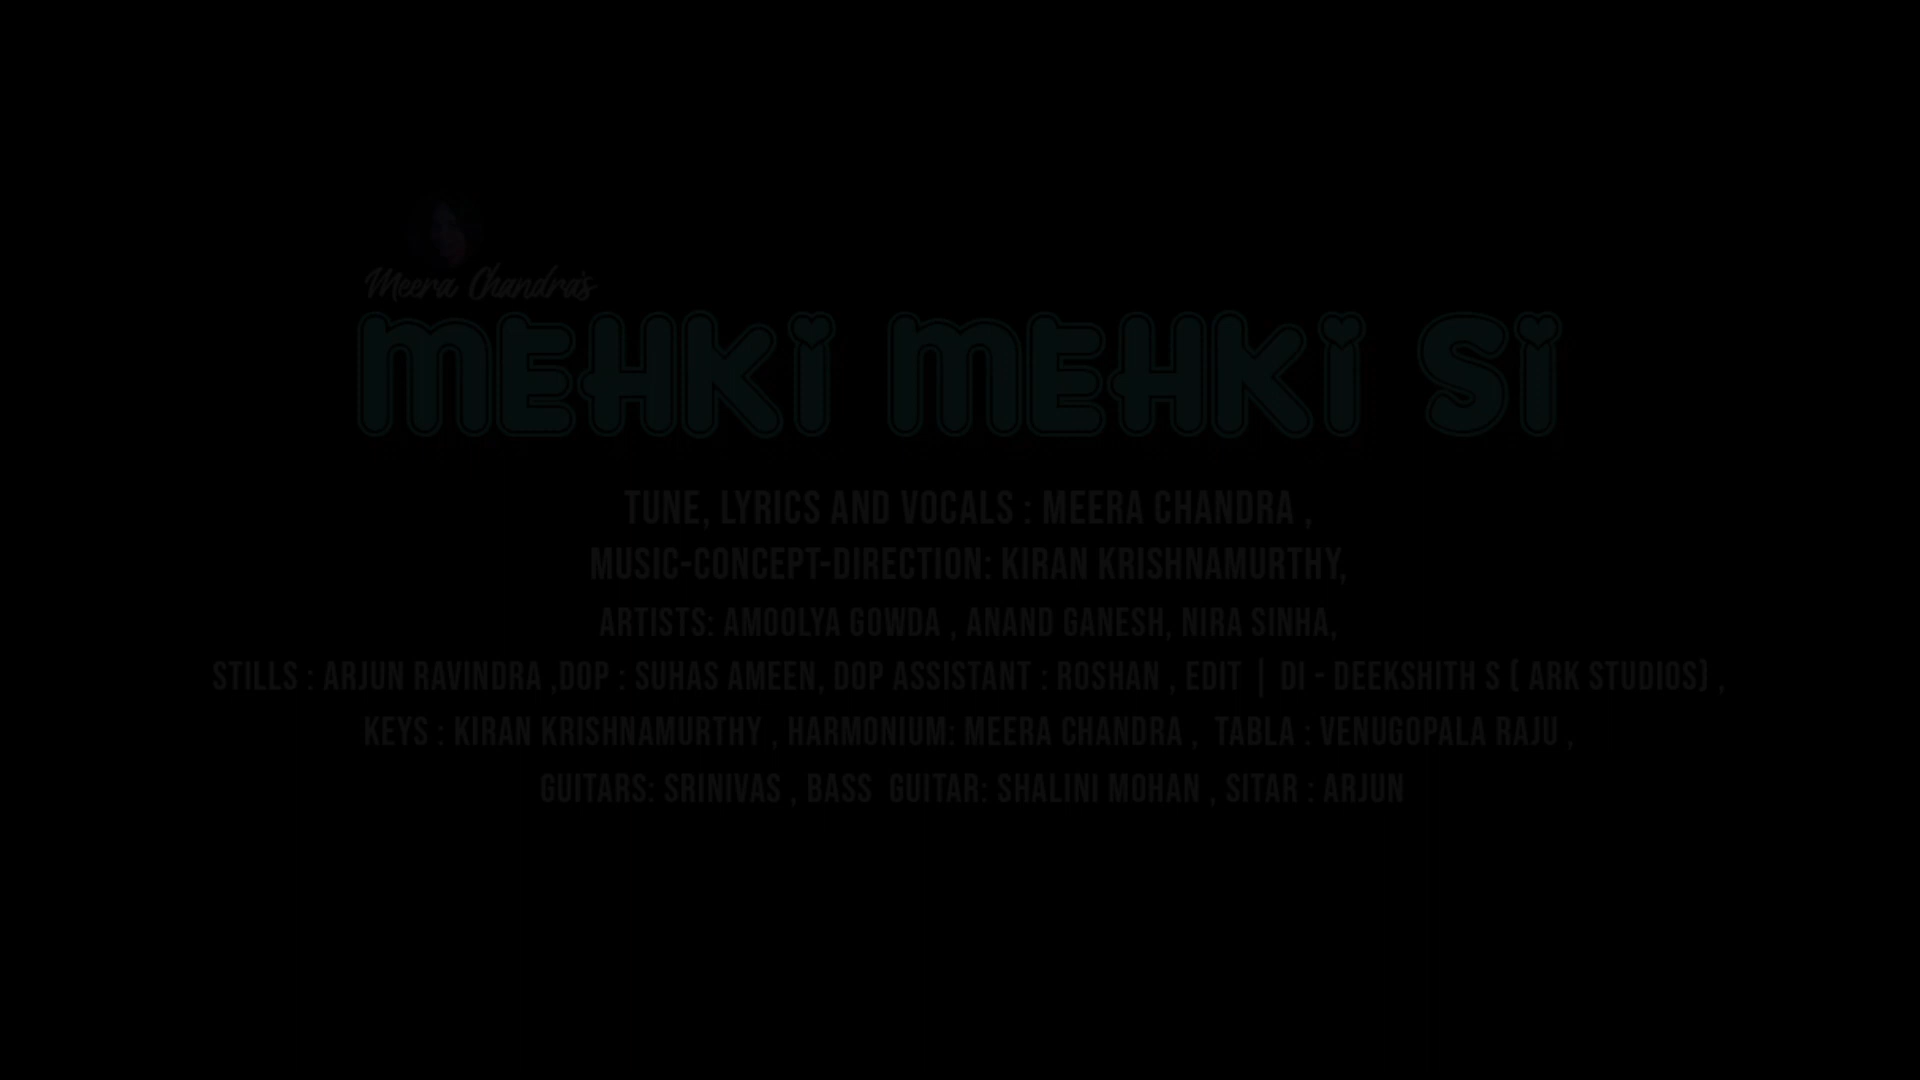 Meera Chandra's
MEHKI MEHKI SI
TUNE, LYRICS AND VOCALS : MEERA CHANDRA ,
MUSIC-CONCEPT-DIRECTION: KIRAN KRISHNAMURTHY,
ARTISTS: AMOOLYA GOWDA , ANAND GANESH, NIRA SINHA,
STILLS : ARJUN RAVINDRA ,DOP : SUHAS AMEEN, DOP ASSISTANT : ROSHAN , EDIT | DI - DEEKSHITH S ( ARK STUDIOS) ,
KEYS : KIRAN KRISHNAMURTHY , HARMONIUM: MEERA CHANDRA , TABLA : VENUGOPALA RAJU ,
GUITARS: SRINIVAS , BASS GUITAR: SHALINI MOHAN , SITAR : ARJUN